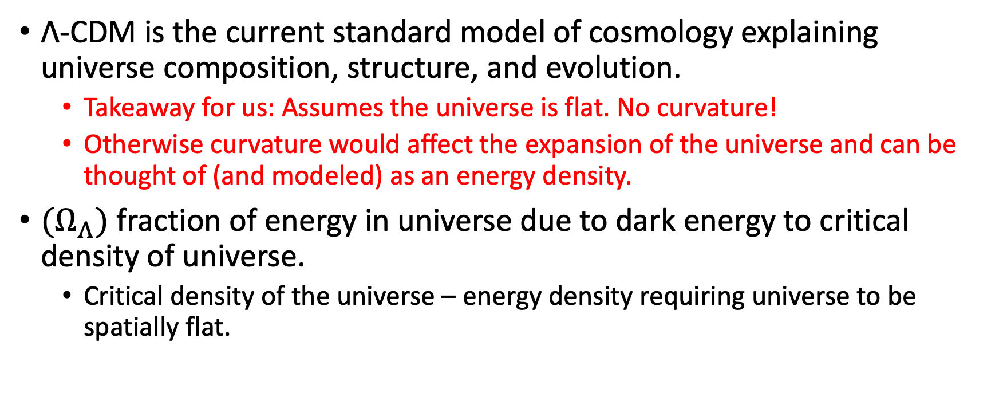 • Λ-CDM is the current standard model of cosmology explaining
universe composition, structure, and evolution.
• Takeaway for us: Assumes the universe is flat. No curvature!
• Otherwise curvature would affect the expansion of the universe and can be
thought of (and modeled) as an energy density.
• (Ω_Λ) fraction of energy in universe due to dark energy to critical
density of universe.
• Critical density of the universe – energy density requiring universe to be
spatially flat.